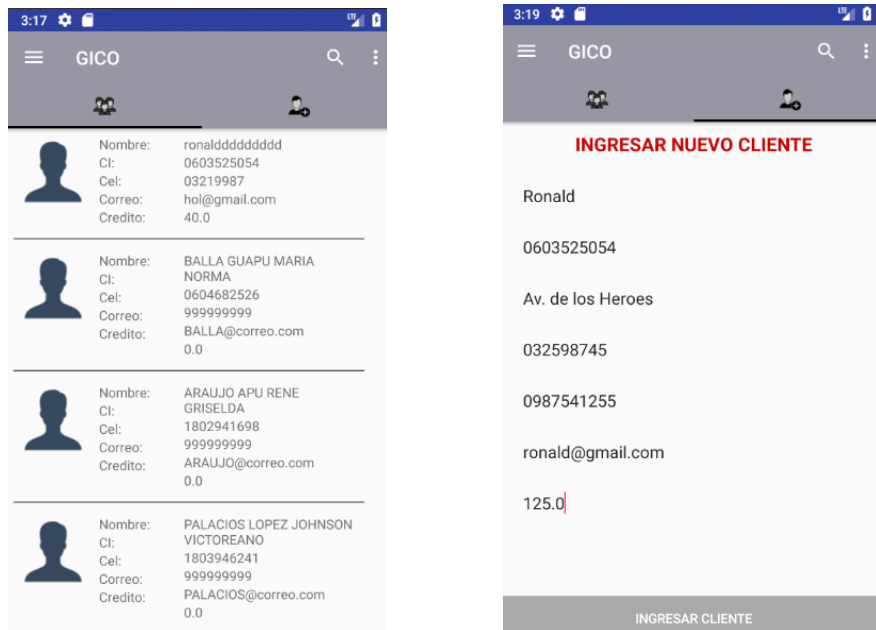 3:17
LTE
GICO
Nombre: ronaldddddddddd
CI: 0603525054
Cel: 03219987
Correo: hol@gmail.com
Credito: 40.0
Nombre: BALLA GUAPU MARIA
CI: NORMA
Cel: 0604682526
Correo: 999999999
Credito: BALLA@correo.com
0.0
Nombre: ARAUJO APU RENE
CI: GRISELDA
Cel: 1802941698
Correo: 999999999
Credito: ARAUJO@correo.com
0.0
Nombre: PALACIOS LOPEZ JOHNSON
CI: VICTOREANO
Cel: 1803946241
Correo: 999999999
Credito: PALACIOS@correo.com
0.0
3:19
LTE
GICO
INGRESAR NUEVO CLIENTE
Ronald
0603525054
Av. de los Heroes
032598745
0987541255
ronald@gmail.com
125.0
INGRESAR CLIENTE